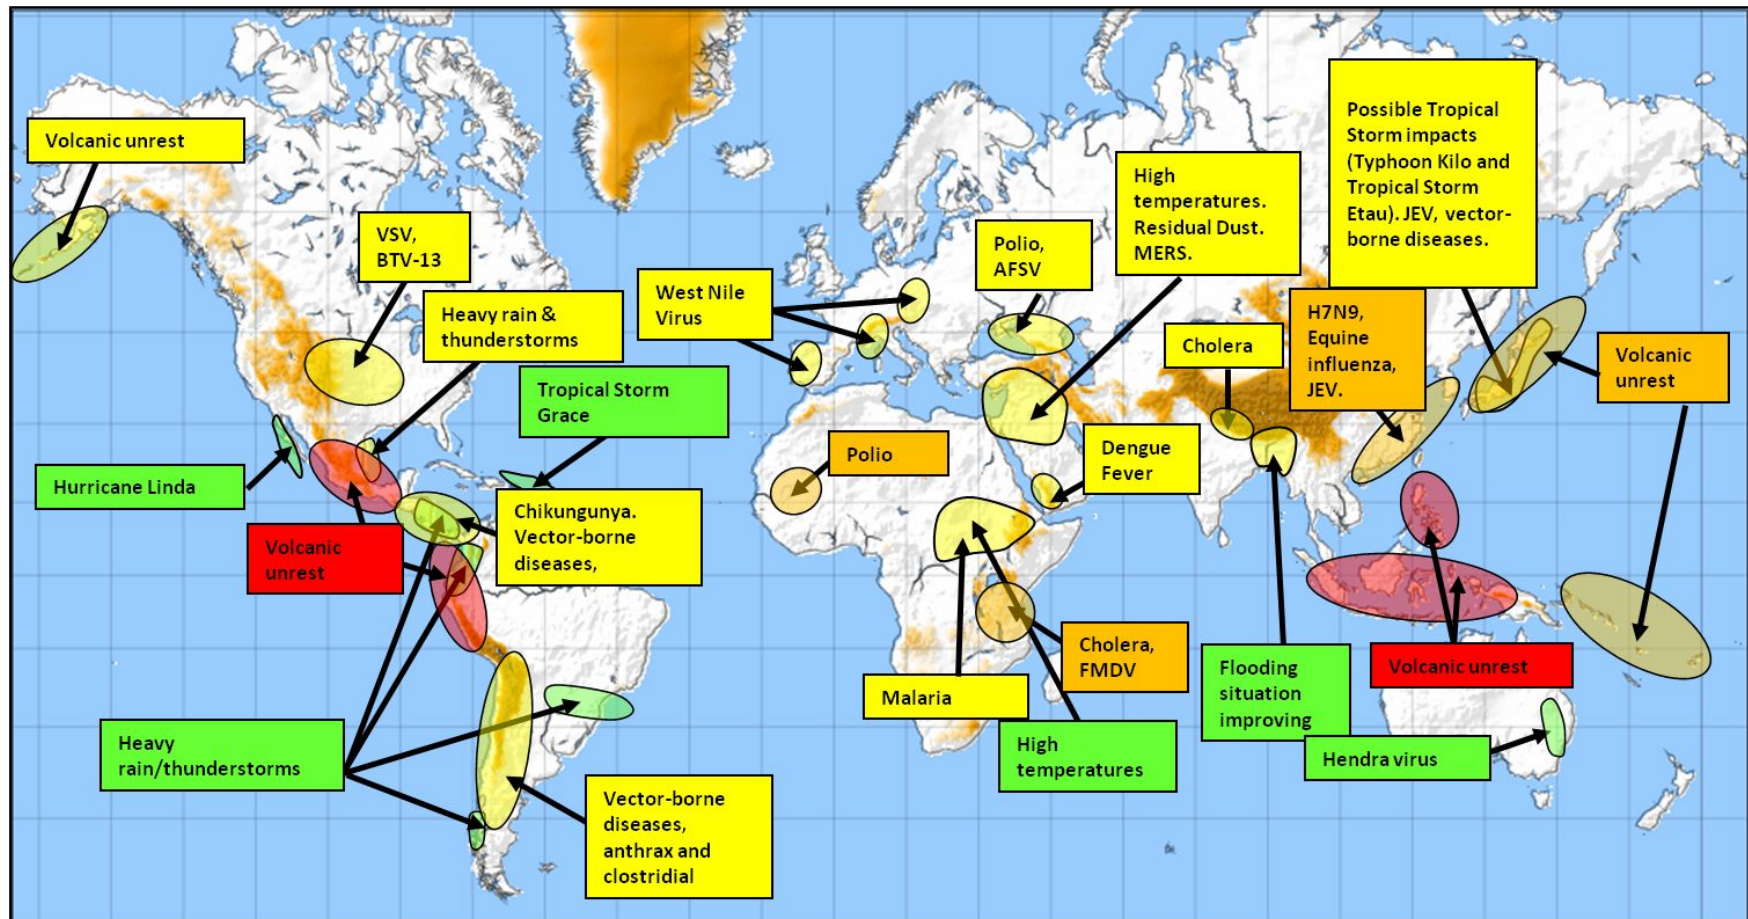 Volcanic unrest
VSV,
BTV-13
Heavy rain &
thunderstorms
Tropical Storm
Grace
Hurricane Linda
Volcanic
unrest
Chikungunya.
Vector-borne
diseases,
Heavy
rain/thunderstorms
Vector-borne
diseases,
anthrax and
clostridial
West Nile
Virus
Polio,
AFSV
High
temperatures.
Residual Dust.
MERS.
Possible Tropical
Storm impacts
(Typhoon Kilo and
Tropical Storm
Etau). JEV, vector-
borne diseases.
Cholera
H7N9,
Equine
influenza,
JEV.
Volcanic
unrest
Polio
Dengue
Fever
Malaria
Cholera,
FMDV
High
temperatures
Flooding
situation
improving
Volcanic unrest
Hendra virus